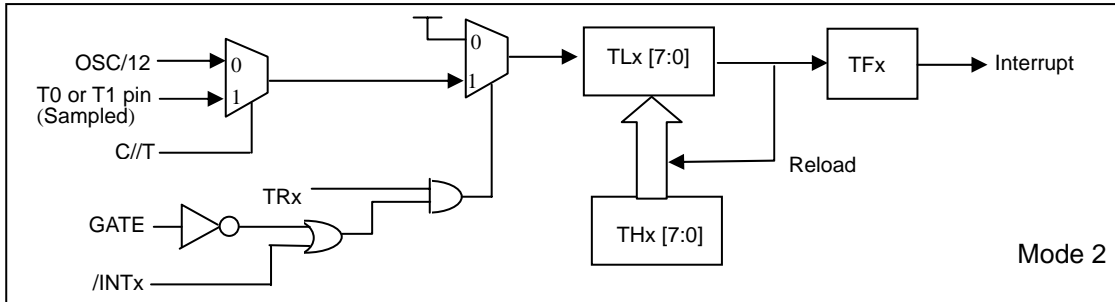 OSC/12
0
T0 or T1 pin
(Sampled)
1
C//T
0
1
TLx [7:0]
TFx
Interrupt
Reload
TRx
GATE
/INTx
THx [7:0]
Mode 2